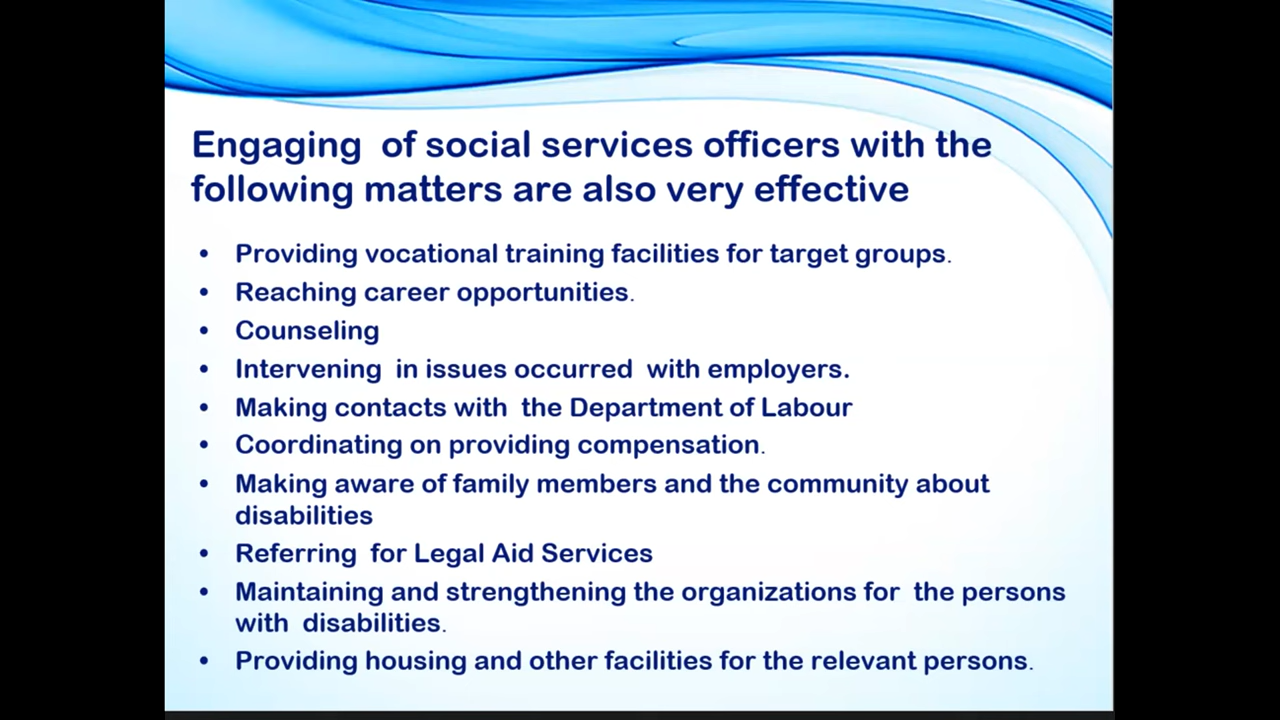 Engaging of social services officers with the
following matters are also very effective
• Providing vocational training facilities for target groups.
• Reaching career opportunities.
• Counseling
• Intervening in issues occurred with employers.
• Making contacts with the Department of Labour
• Coordinating on providing compensation.
• Making aware of family members and the community about
disabilities
• Referring for Legal Aid Services
• Maintaining and strengthening the organizations for the persons
with disabilities.
• Providing housing and other facilities for the relevant persons.